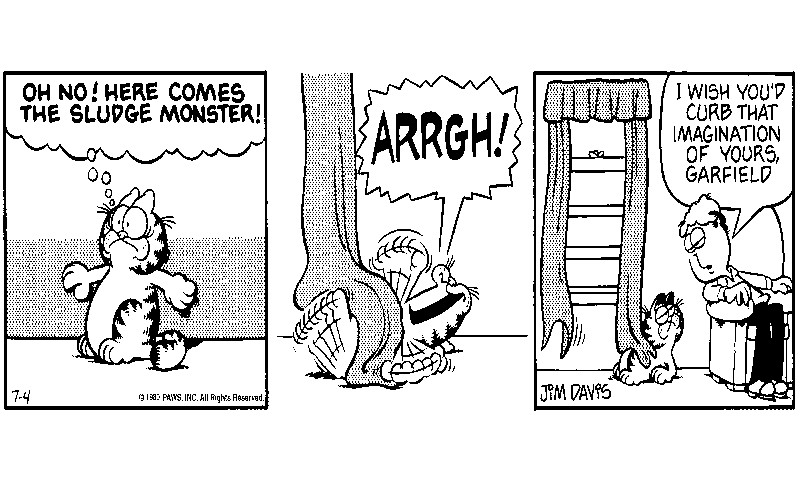 OH NO! HERE COMES
THE SLUDGE MONSTER!
7-4
PAWS, INC. All Rights Reserved.
ARRGH!
I WISH YOU'D
CURB THAT
IMAGINATION
OF YOURS,
GARFIELD
JIM DAVIS